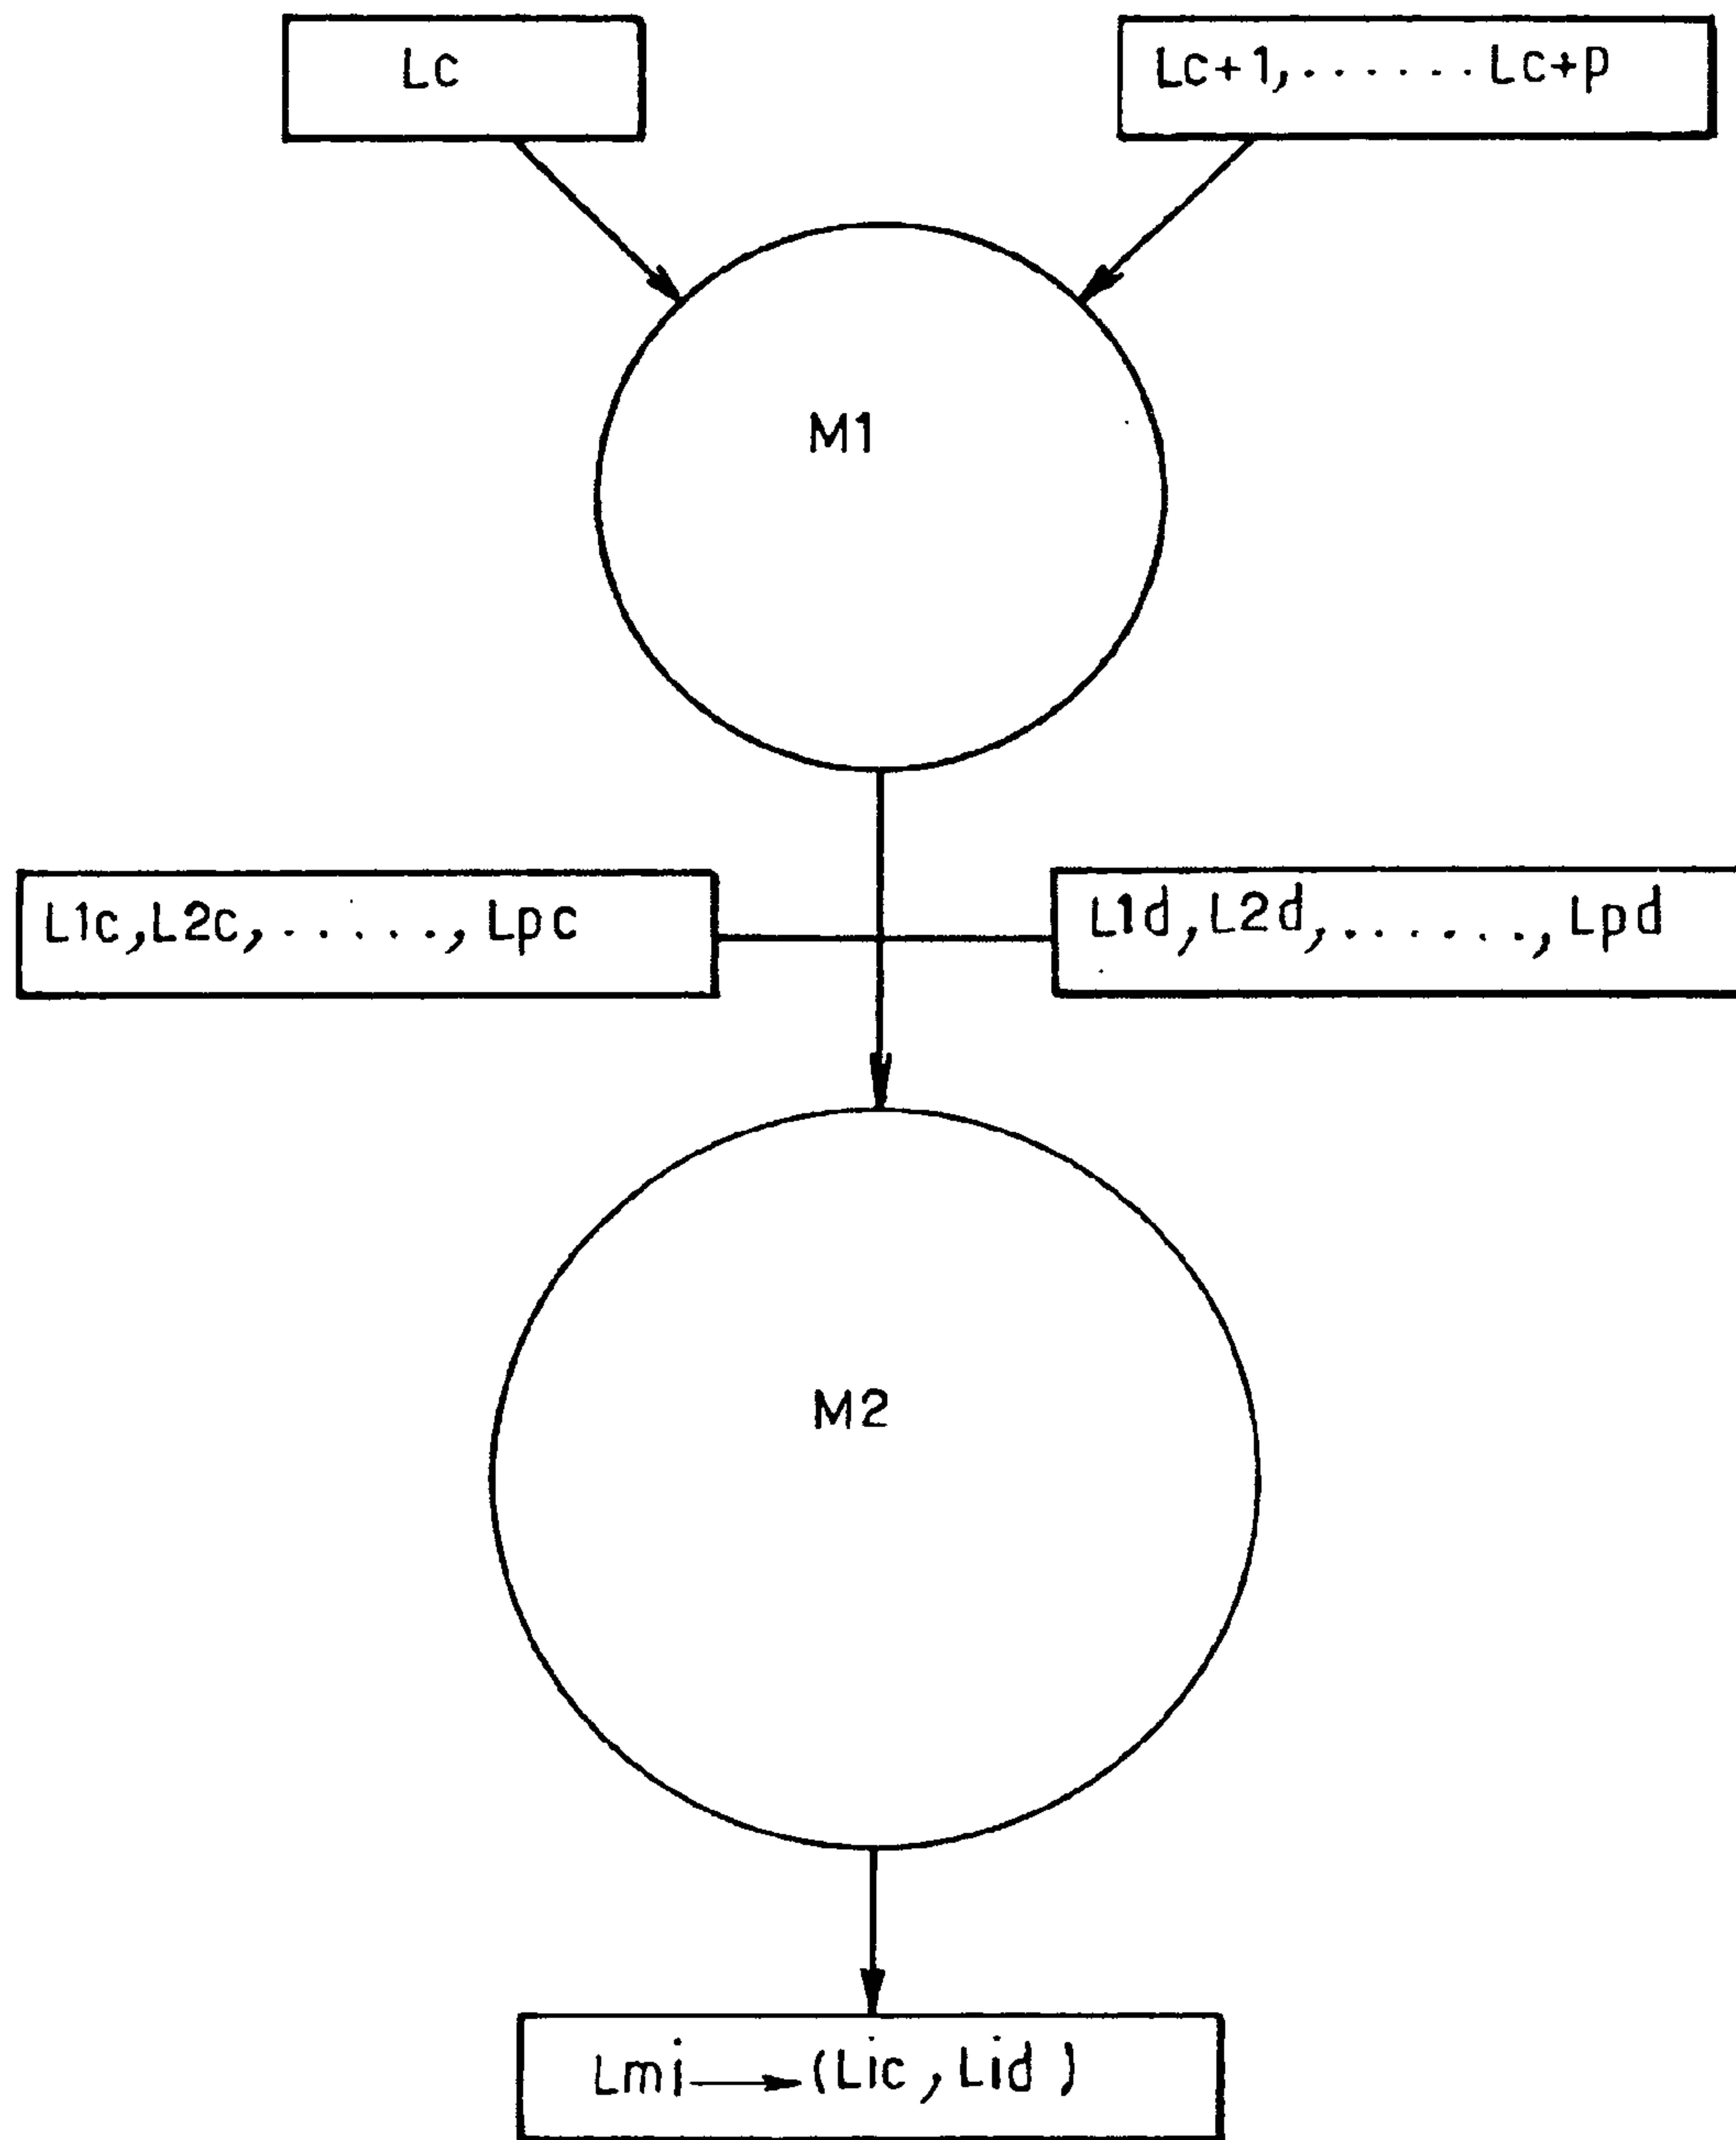 Lc
Lc+1,...... Lc+p
M1
L1c,L2c,......, Lpc
L1d,L2d,.......,Lpd
M2
Lmi⟶(Lic,Lid)